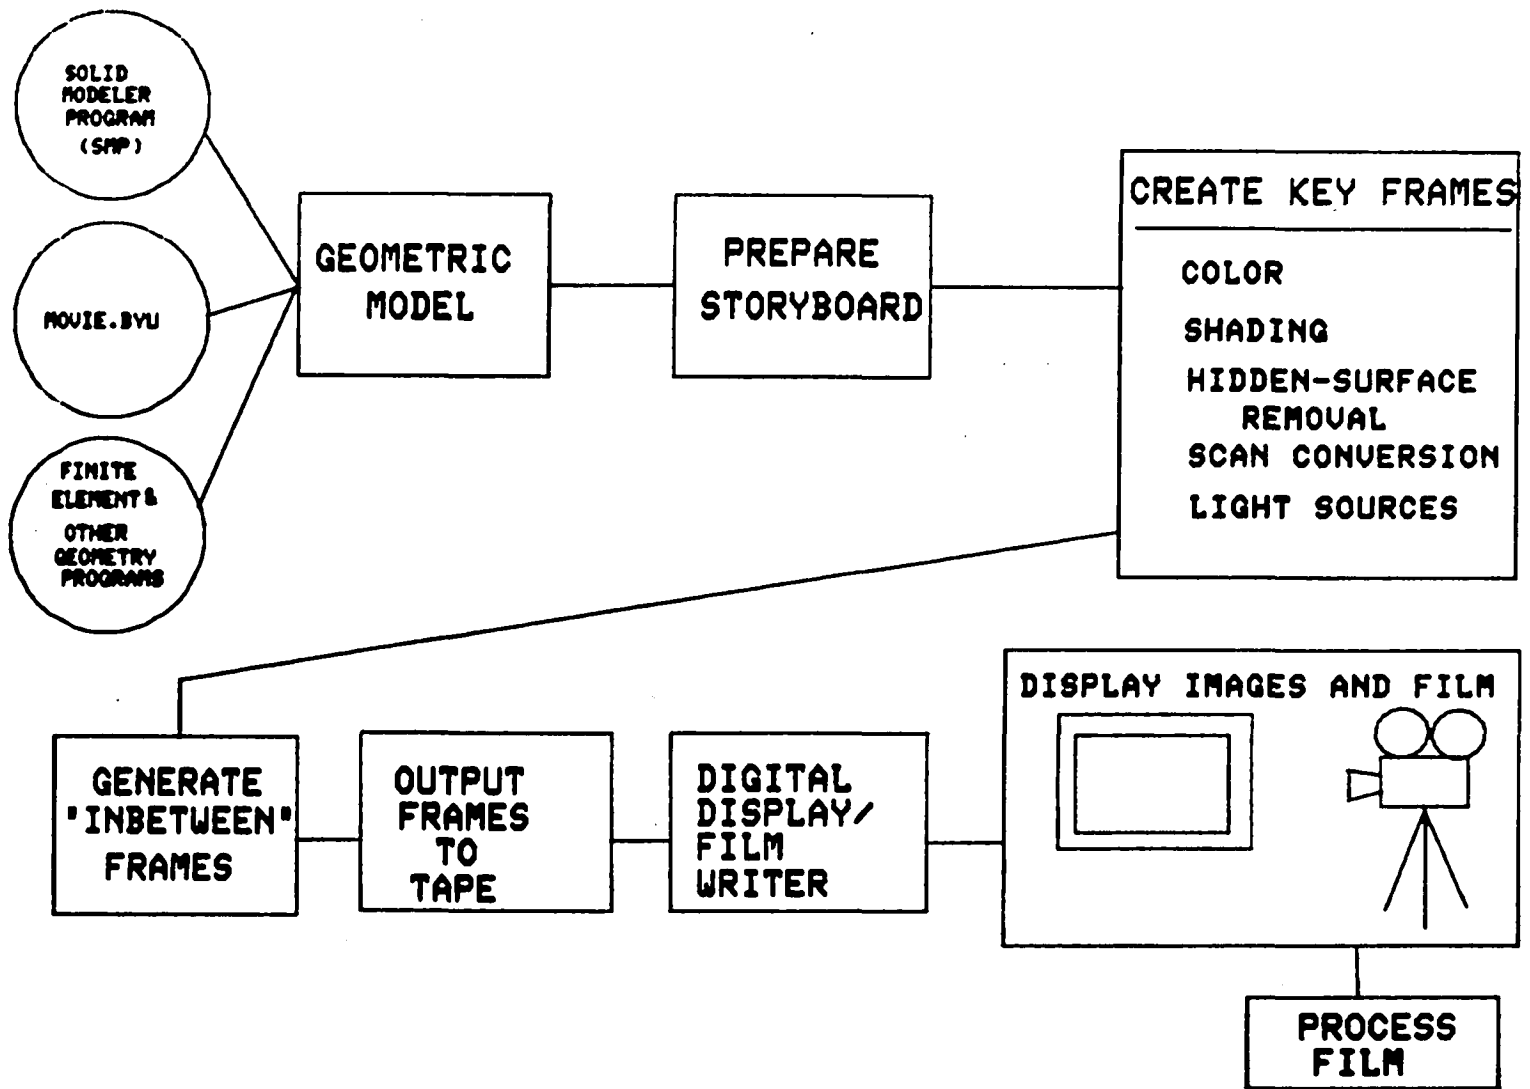 SOLID
MODELER
PROGRAM
(SMP)
MOVIE.BYU
FINITE
ELEMENT &
OTHER
GEOMETRY
PROGRAMS
GEOMETRIC
MODEL
PREPARE
STORYBOARD
CREATE KEY FRAMES
COLOR
SHADING
HIDDEN-SURFACE
REMOVAL
SCAN CONVERSION
LIGHT SOURCES
GENERATE
"INBETWEEN"
FRAMES
OUTPUT
FRAMES
TO
TAPE
DIGITAL
DISPLAY/
FILM
WRITER
DISPLAY IMAGES AND FILM
PROCESS
FILM